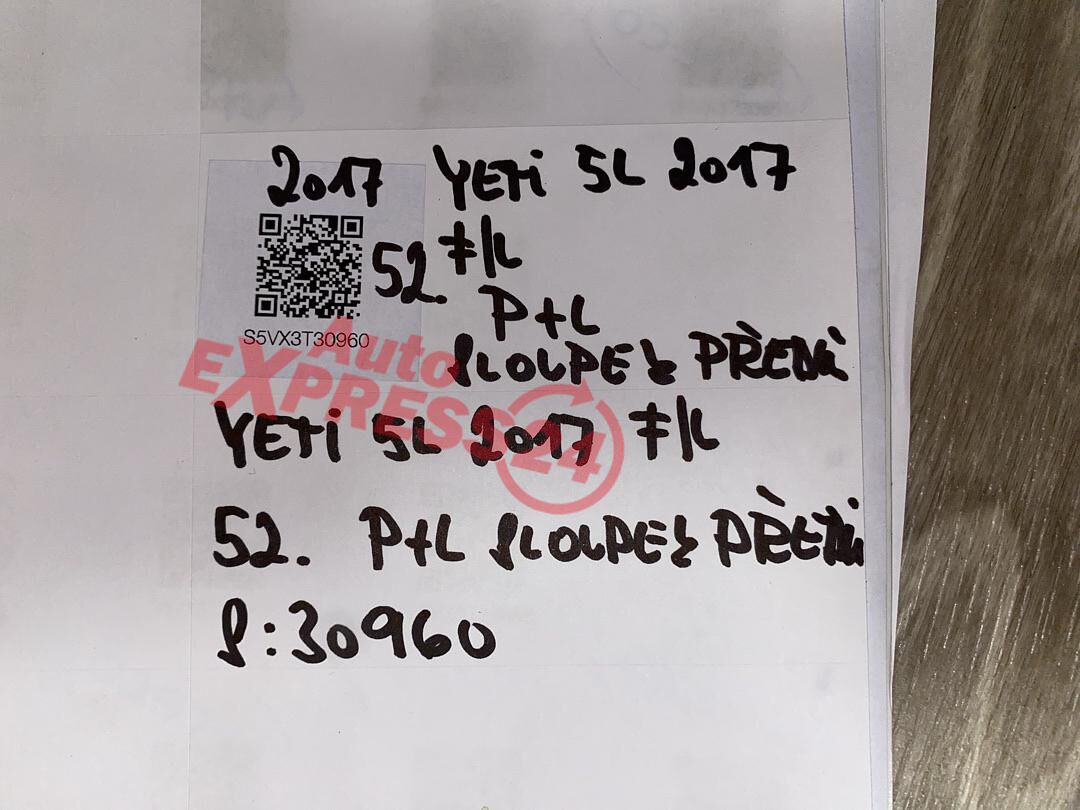 2017 YETI 5L 2017
52. F/L
P+L
SLOUPEK PŘEDNÍ
S5VX3T30960
Auto
EXPRESS24
YETI 5L 2017 F/L
52. P+L SLOUPEK PŘEDNÍ
S:30960